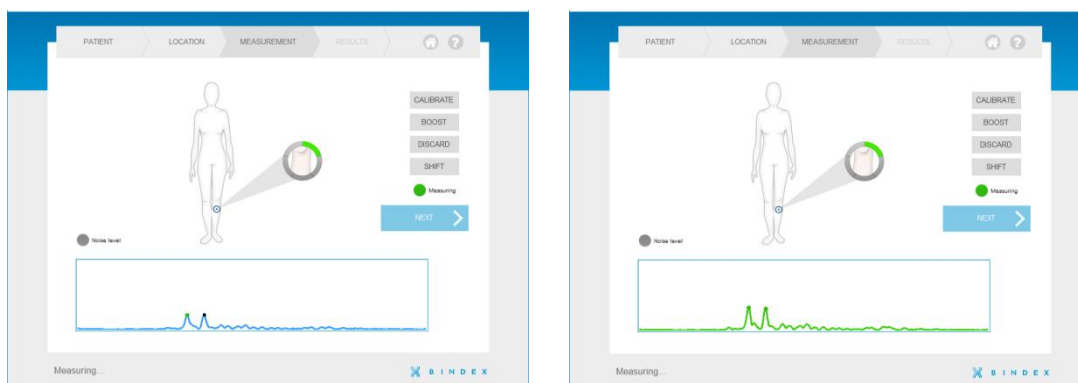 PATIENT LOCATION MEASUREMENT RESULTS ?
CALIBRATE
BOOST
DISCARD
SHIFT
Measuring
NEXT
Noise level
Measuring...
BINDEX
PATIENT LOCATION MEASUREMENT RESULTS ?
CALIBRATE
BOOST
DISCARD
SHIFT
Measuring
NEXT
Noise level
Measuring...
BINDEX